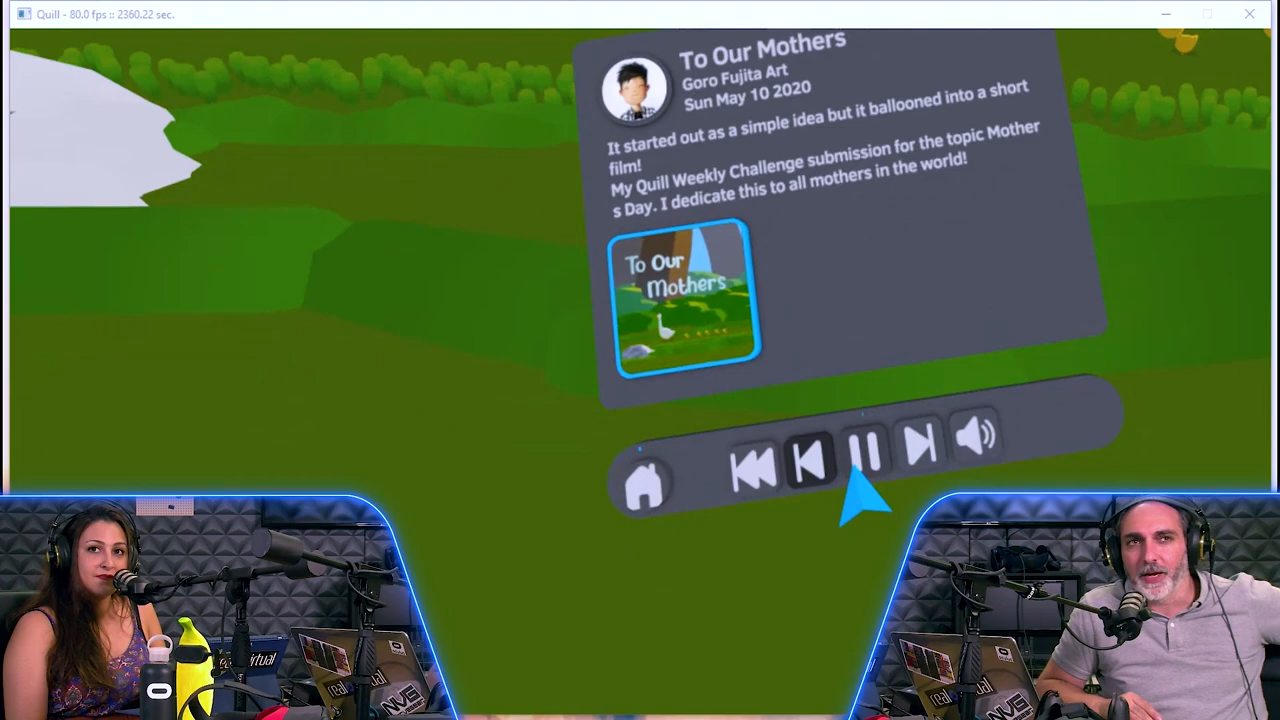 Quill - 80.0 fps :: 2360.22 sec.
To Our Mothers
Goro Fujita Art
Sun May 10 2020
It started out as a simple idea but it ballooned into a short
film!
My Quill Weekly Challenge submission for the topic Mother
s Day. I dedicate this to all mothers in the world!
To Our
Mothers